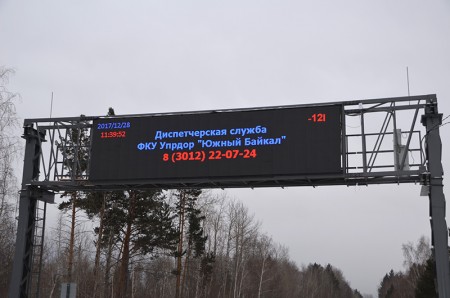 2017/12/28
11:39:52
-12
Диспетчерская служба
ФКУ Упрдор "Южный Байкал"
8 (3012) 22-07-24